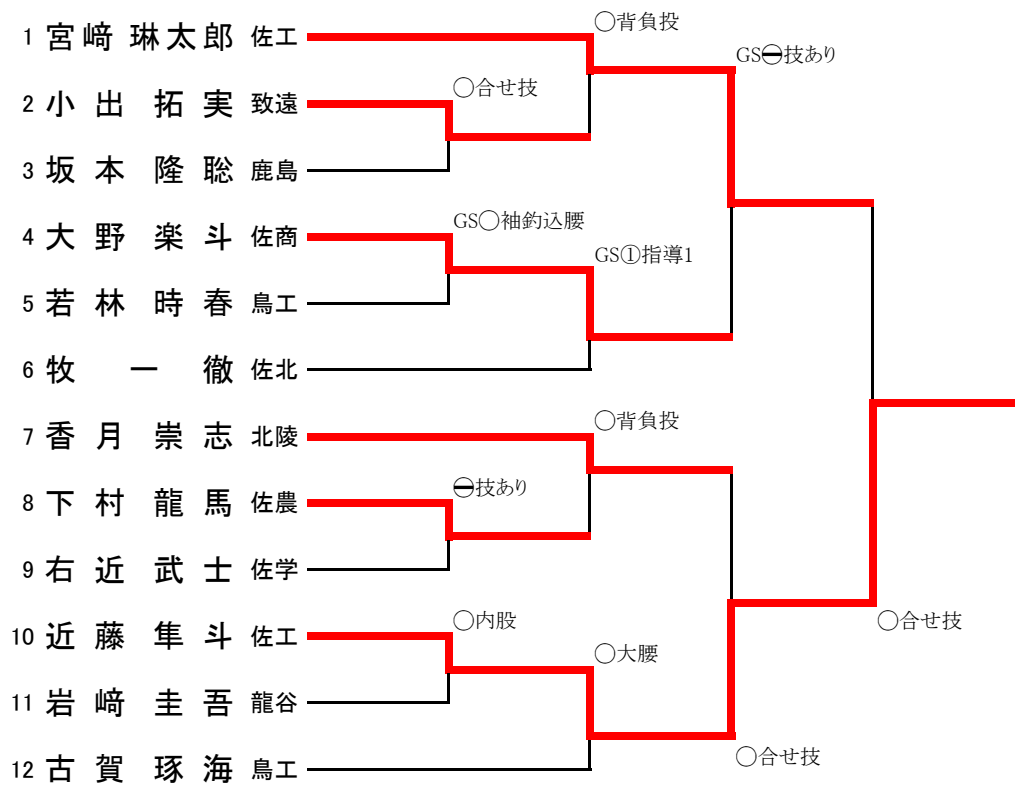 1 宮﨑 琳太郎 佐工
○背負投
GS⊖技あり
2 小出 拓実 致遠
○合せ技
3 坂本 隆聡 鹿島
4 大野 楽斗 佐商
GS○袖釣込腰
GS①指導1
5 若林 時春 鳥工
6 牧 一徹 佐北
7 香月 崇志 北陵
○背負投
8 下村 龍馬 佐農
⊖技あり
9 右近 武士 佐学
10 近藤 隼斗 佐工
○内股
○大腰
○合せ技
11 岩﨑 圭吾 龍谷
12 古賀 琢海 鳥工
○合せ技